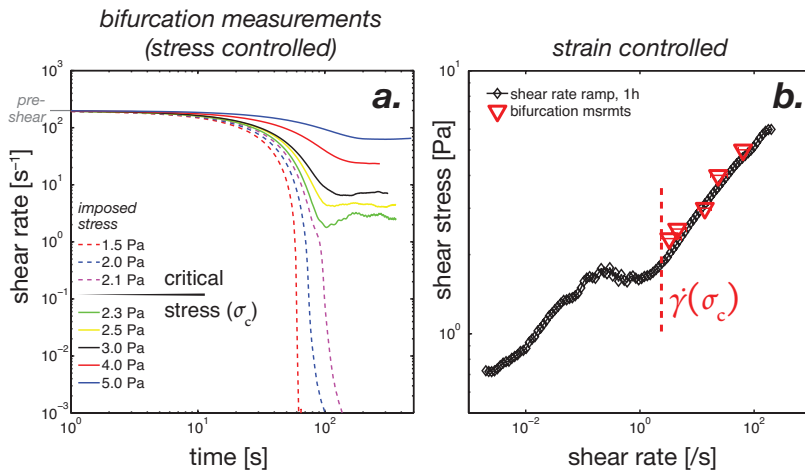 bifurcation measurements
(stress controlled)
strain controlled
a.
b.
pre-
shear
shear rate [s⁻¹]
10³
10²
10¹
10⁰
10⁻¹
10⁻²
10⁻³
imposed
stress
1.5 Pa
2.0 Pa
2.1 Pa
critical
stress (σc)
2.3 Pa
2.5 Pa
3.0 Pa
4.0 Pa
5.0 Pa
10⁰
10¹
10²
time [s]
shear stress [Pa]
10¹
10⁰
shear rate ramp, 1h
bifurcation msrmts
γ̇(σc)
10⁻²
10⁰
10²
shear rate [/s]